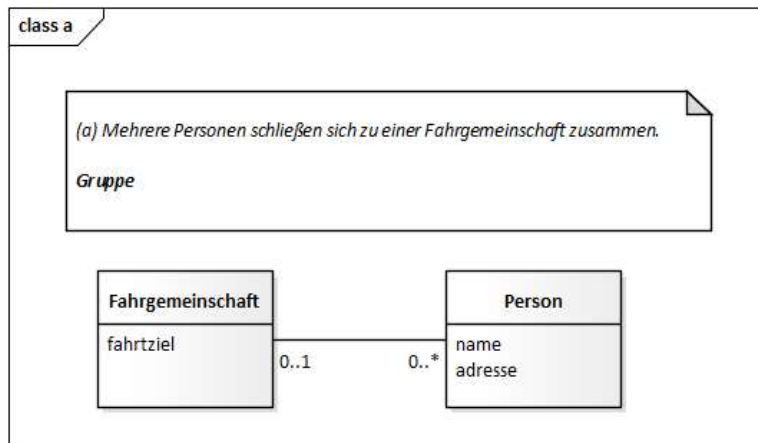 class a
(a) Mehrere Personen schließen sich zu einer Fahrgemeinschaft zusammen.
Gruppe
Fahrgemeinschaft
fahrtziel
0..1
0..*
Person
name
adresse